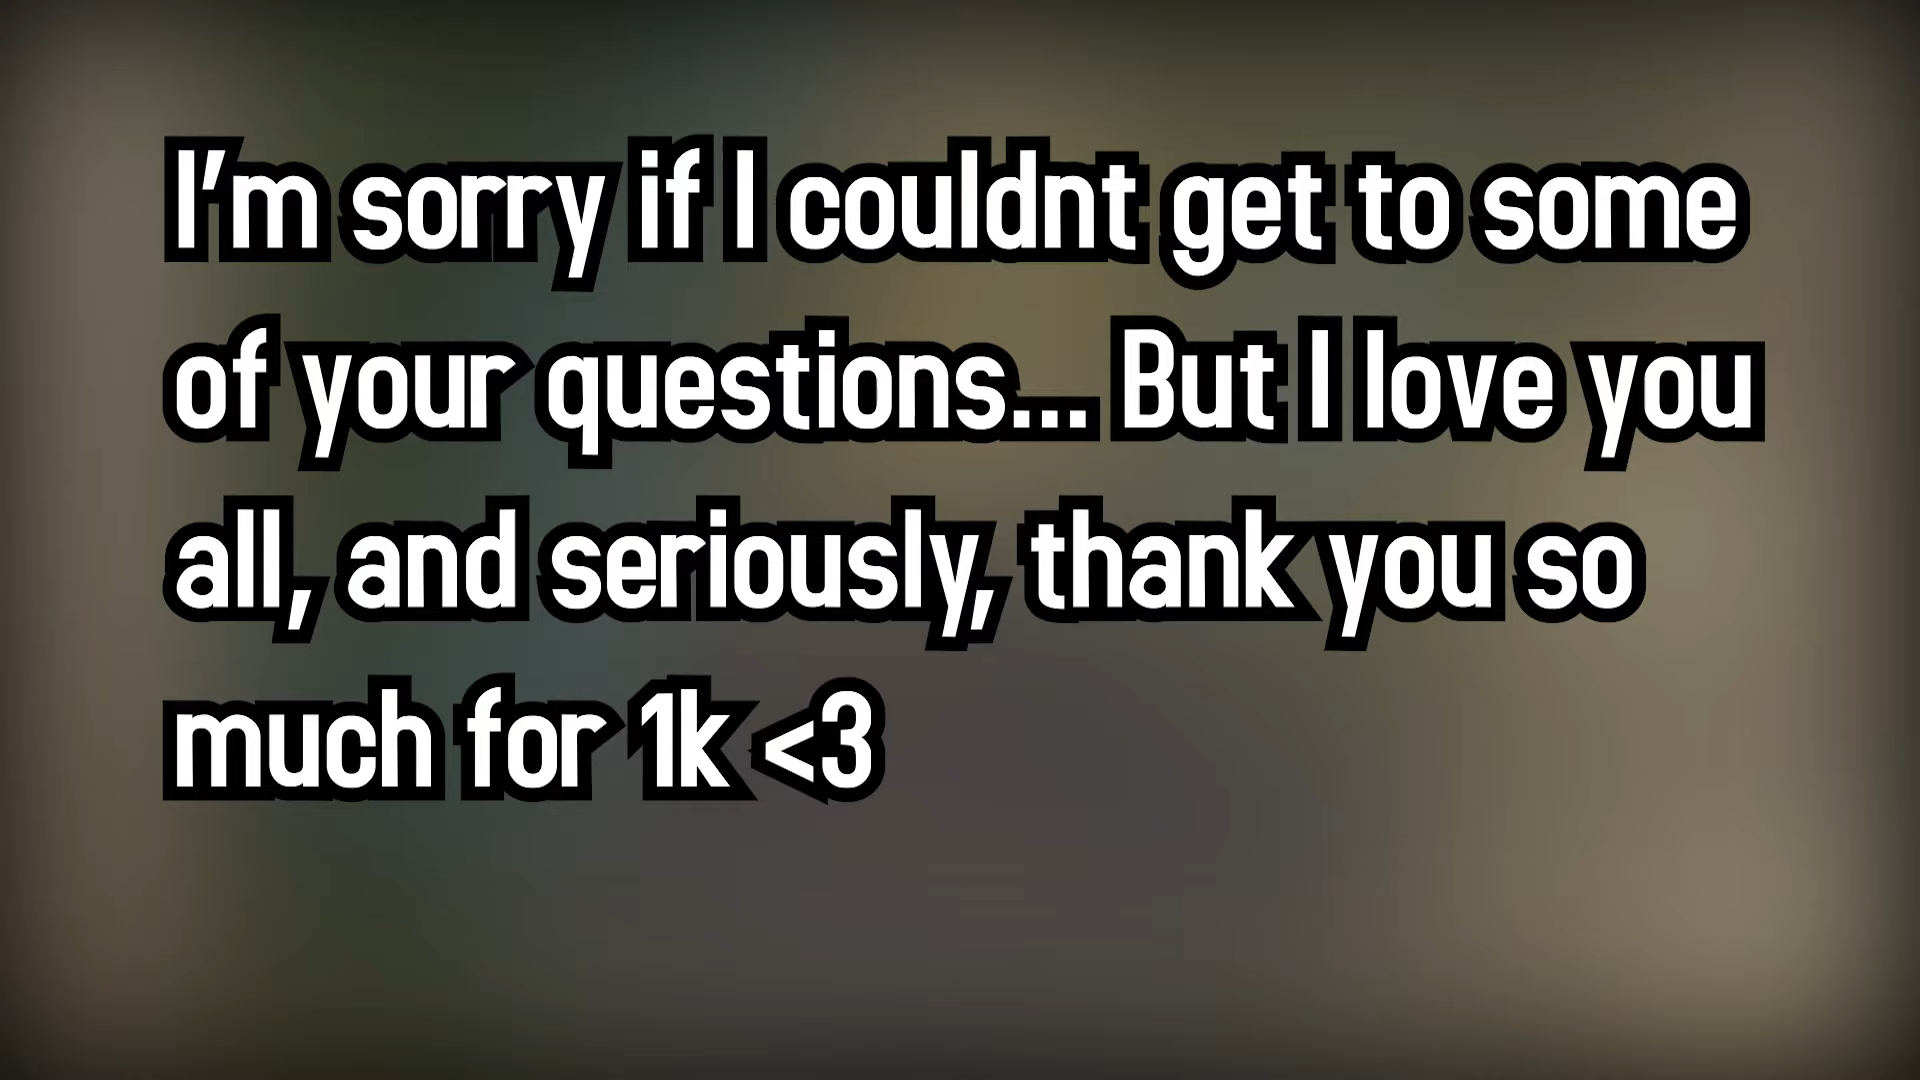 I'm sorry if I couldnt get to some
of your questions... But I love you
all, and seriously, thank you so
much for 1k <3